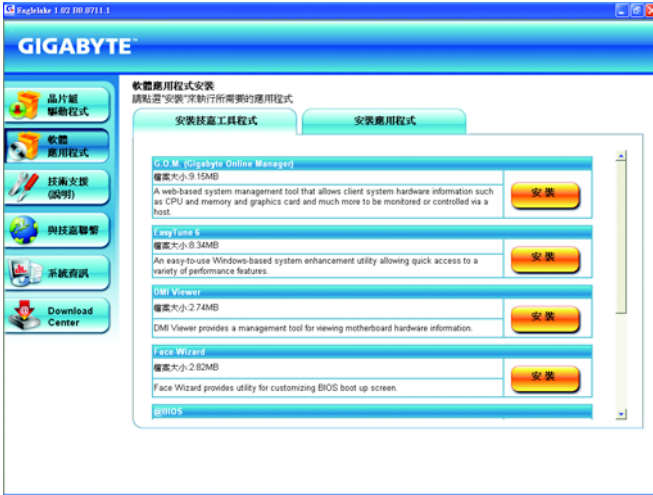 Eaglelake 1.02 B8.0711.1
GIGABYTE™
晶片組
驅動程式
軟體
應用程式
技術支援
(說明)
與技嘉聯繫
系統資訊
Download
Center
軟體應用程式安裝
請點選"安裝"來執行所需要的應用程式
安裝技嘉工具程式
安裝應用程式
G.O.M. (Gigabyte Online Manager)
檔案大小:9.15MB
A web-based system management tool that allows client system hardware information such
as CPU and memory and graphics card and much more to be monitored or controlled via a
host.
安裝
EasyTune 6
檔案大小:8.34MB
An easy-to-use Windows-based system enhancement utility allowing quick access to a
variety of performance features.
安裝
DMI Viewer
檔案大小:2.74MB
DMI Viewer provides a management tool for viewing motherboard hardware information.
安裝
Face-Wizard
檔案大小:2.82MB
Face Wizard provides utility for customizing BIOS boot up screen.
安裝
@BIOS